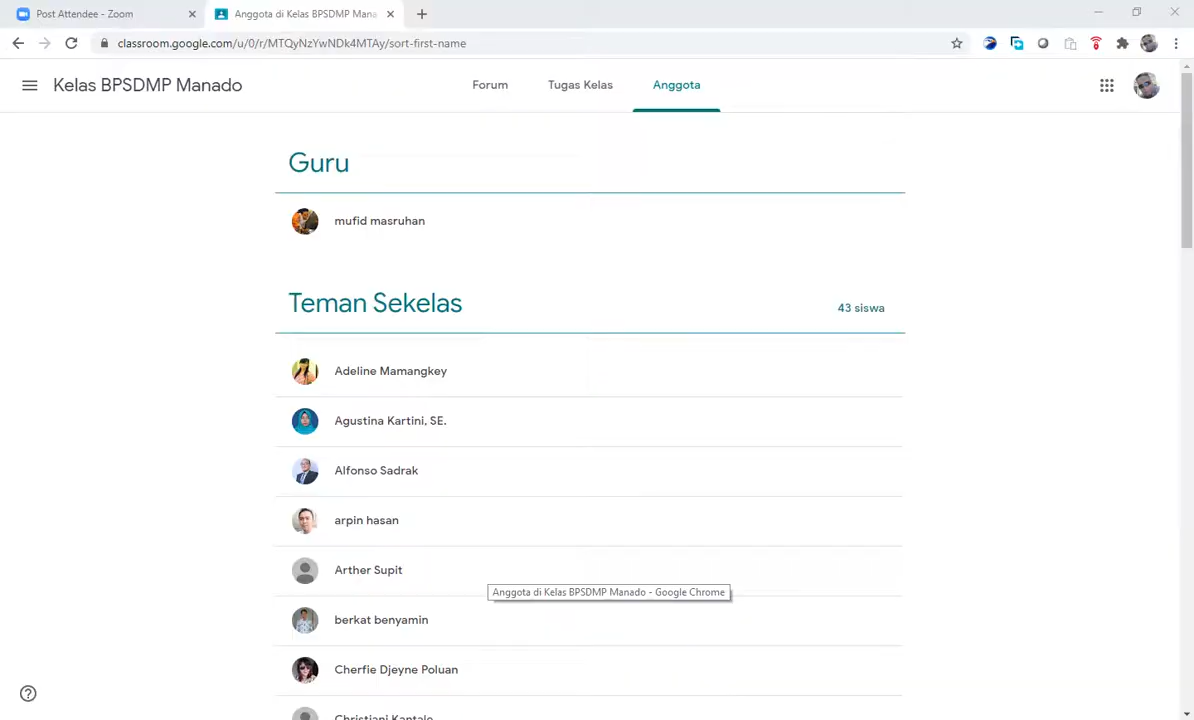 Post Attendee - Zoom
Anggota di Kelas BPSDMP Mana
classroom.google.com/u/0/r/MTQyNzYwNDk4MTAy/sort-first-name
Kelas BPSDMP Manado
Forum
Tugas Kelas
Anggota
Guru
mufid masruhan
Teman Sekelas
43 siswa
Adeline Mamangkey
Agustina Kartini, SE.
Alfonso Sadrak
arpin hasan
Arther Supit
Anggota di Kelas BPSDMP Manado - Google Chrome
berkat benyamin
Cherfie Djeyne Poluan
Christiani Kantale